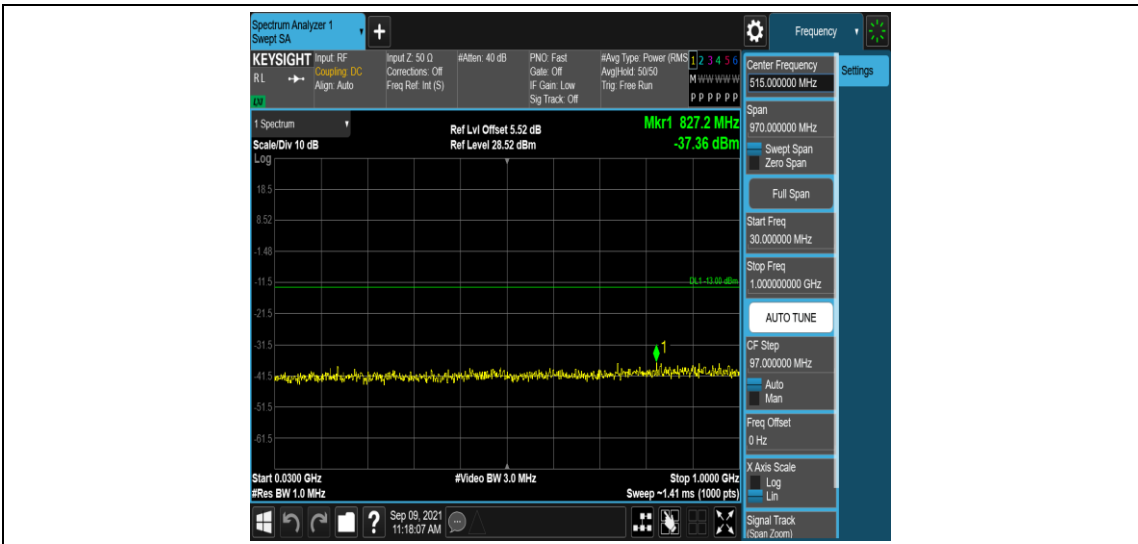 Spectrum Analyzer 1
Swept SA
+
Frequency
KEYSIGHT
RL
LXI
Input: RF
Coupling: DC
Align: Auto
Input Z: 50 Ω
Corrections: Off
Freq Ref: Int (S)
#Atten: 40 dB
PNO: Fast
Gate: Off
IF Gain: Low
Sig Track: Off
#Avg Type: Power (RMS
Avg|Hold: 50/50
Trig: Free Run
1 2 3 4 5 6
M W W W W W
P P P P P P
1 Spectrum
Scale/Div 10 dB
Log
Ref Lvl Offset 5.52 dB
Ref Level 28.52 dBm
Mkr1 827.2 MHz
-37.36 dBm
18.5
8.52
-1.48
-11.5
DL1 -13.00 dBm
-21.5
-31.5
1
-41.5
-51.5
-61.5
Start 0.0300 GHz
#Video BW 3.0 MHz
Stop 1.0000 GHz
#Res BW 1.0 MHz
Sweep ~1.41 ms (1000 pts)
?
Sep 09, 2021
11:18:07 AM
Center Frequency
515.000000 MHz
Settings
Span
970.000000 MHz
Swept Span
Zero Span
Full Span
Start Freq
30.000000 MHz
Stop Freq
1.000000000 GHz
AUTO TUNE
CF Step
97.000000 MHz
Auto
Man
Freq Offset
0 Hz
X Axis Scale
Log
Lin
Signal Track
(Span Zoom)